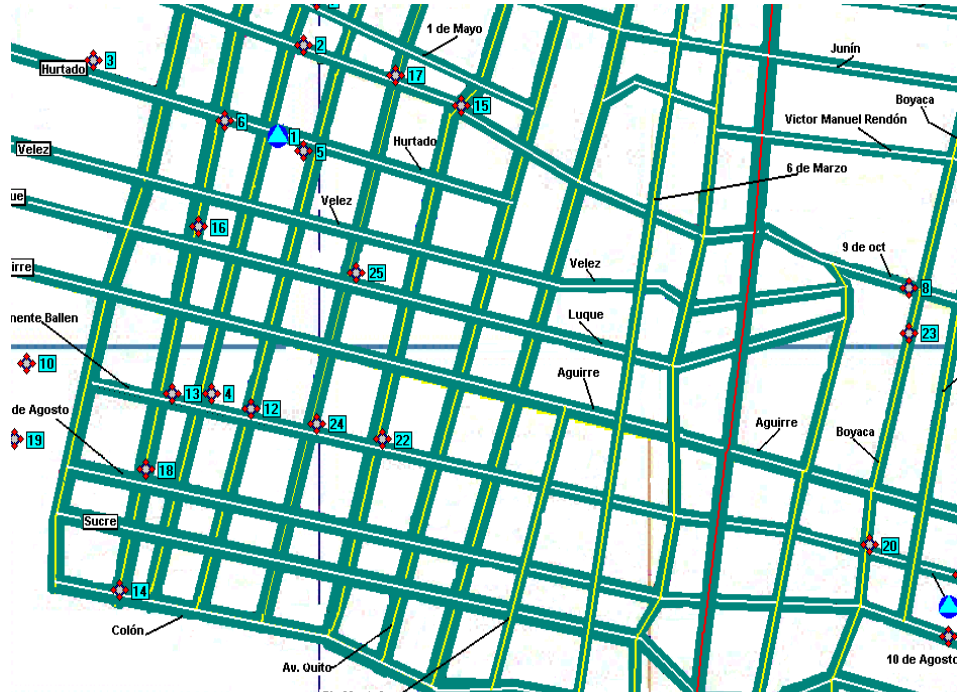 2
1 de Mayo
Junín
3
Hurtado
17
15
Boyaca
Victor Manuel Rendón
6
1
5
Hurtado
Velez
6 de Marzo
Velez
16
9 de oct
25
Velez
8
Luque
23
nente Ballen
10
Aguirre
13
4
12
de Agosto
24
22
Aguirre
Boyaca
19
18
Sucre
20
14
Colón
Av. Quito
10 de Agosto